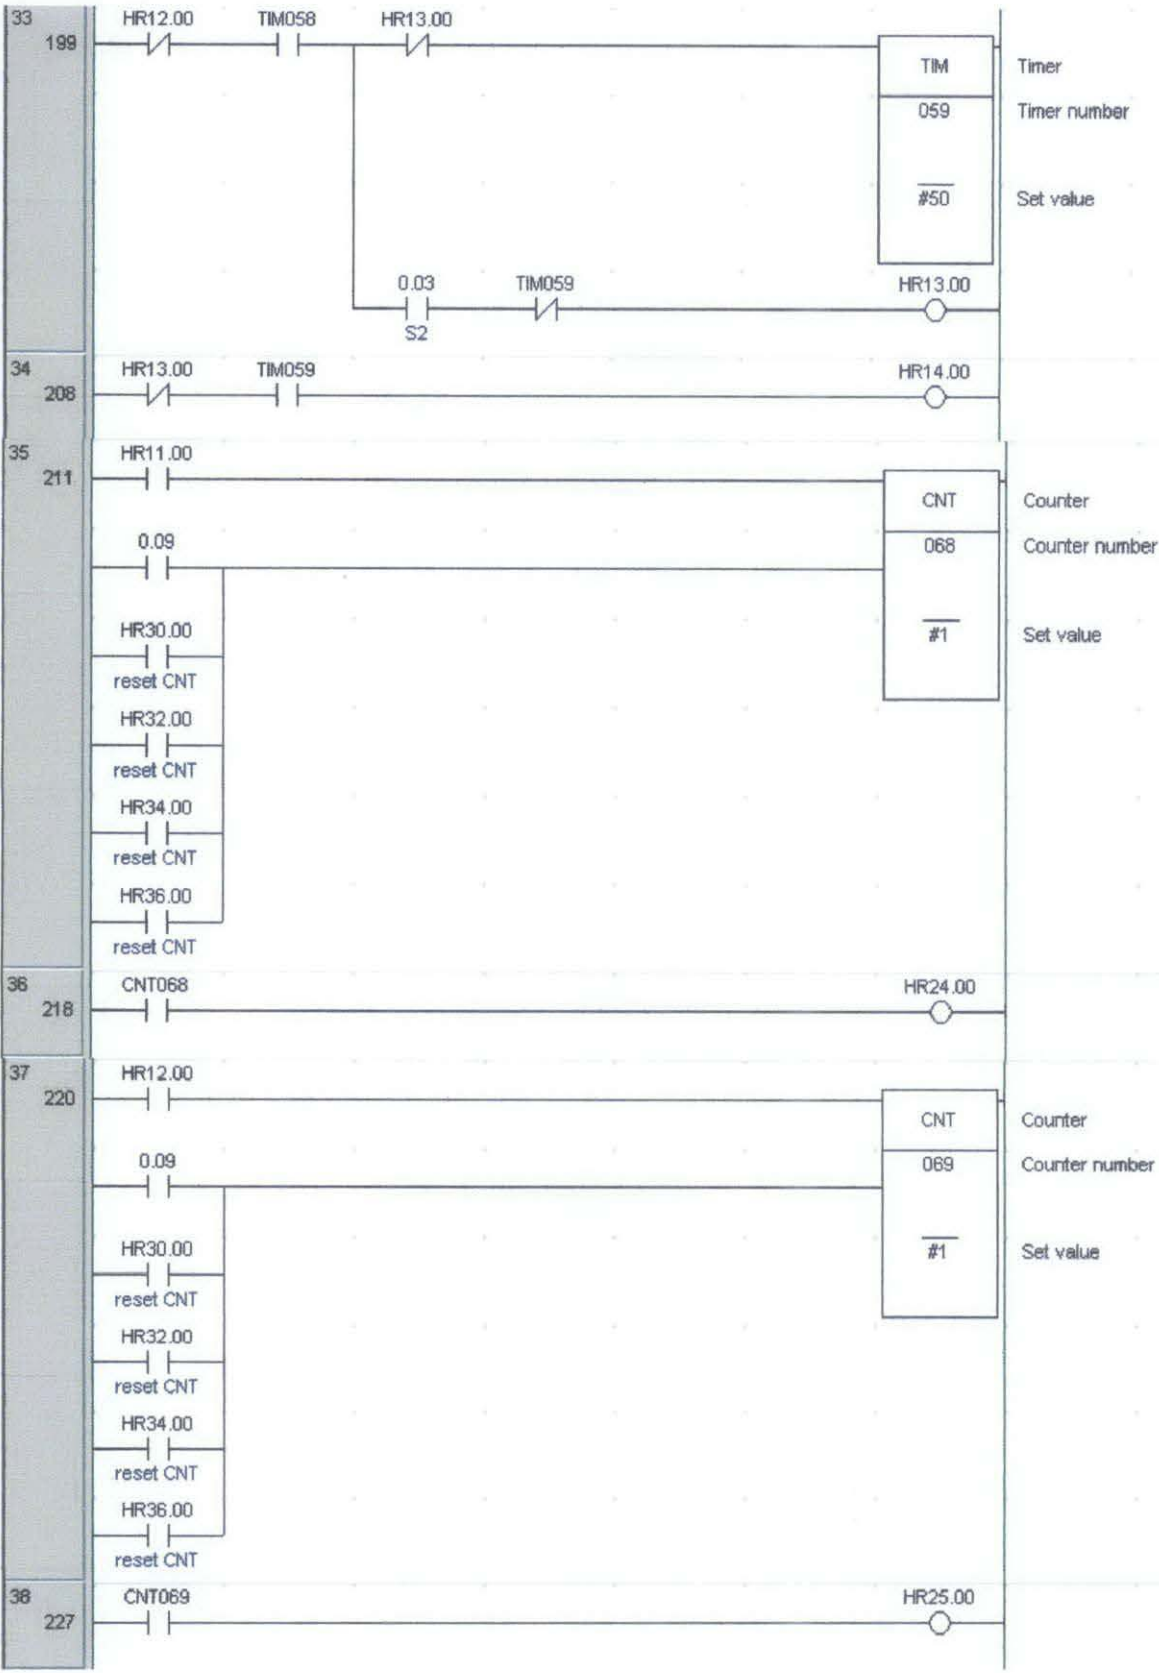 33 HR12.00 TIM058 HR13.00
199
TIM Timer
059 Timer number
#50 Set value
0.03 TIM059 HR13.00
S2
34 HR13.00 TIM059 HR14.00
208
35 HR11.00
211
CNT Counter
0.09 068 Counter number
HR30.00 #1 Set value
reset CNT
HR32.00
reset CNT
HR34.00
reset CNT
HR36.00
reset CNT
36 CNT068 HR24.00
218
37 HR12.00
220
CNT Counter
0.09 069 Counter number
HR30.00 #1 Set value
reset CNT
HR32.00
reset CNT
HR34.00
reset CNT
HR36.00
reset CNT
38 CNT069 HR25.00
227